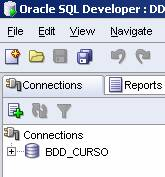 Oracle SQL Developer : DD
File Edit View Navigate
Connections Reports
Connections
BDD_CURSO